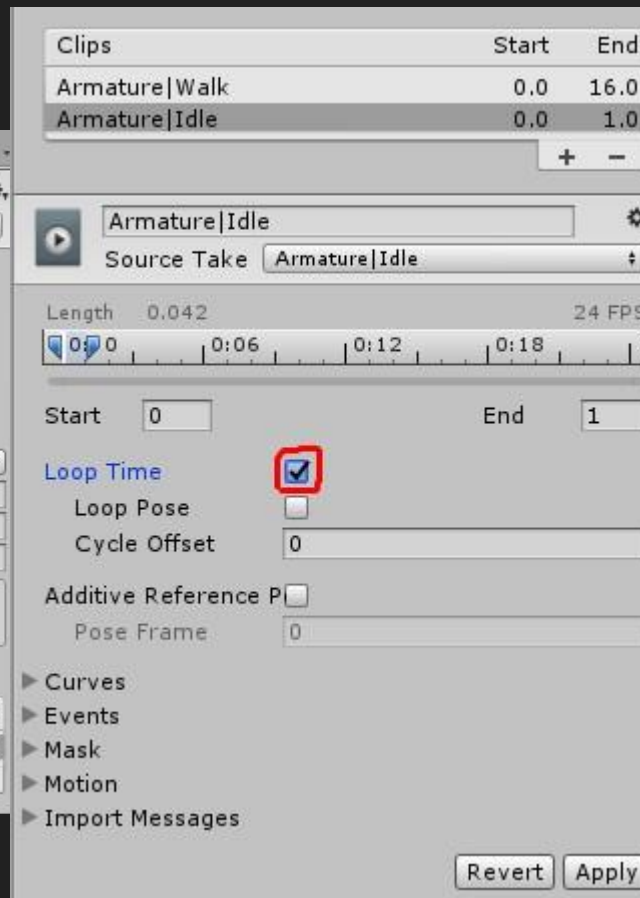 Clips Start End
Armature|Walk 0.0 16.0
Armature|Idle 0.0 1.0
+ −
Armature|Idle
Source Take Armature|Idle
Length 0.042 24 FPS
0:00 0:06 0:12 0:18
Start 0 End 1
Loop Time
Loop Pose
Cycle Offset 0
Additive Reference P
Pose Frame 0
Curves
Events
Mask
Motion
Import Messages
Revert Apply